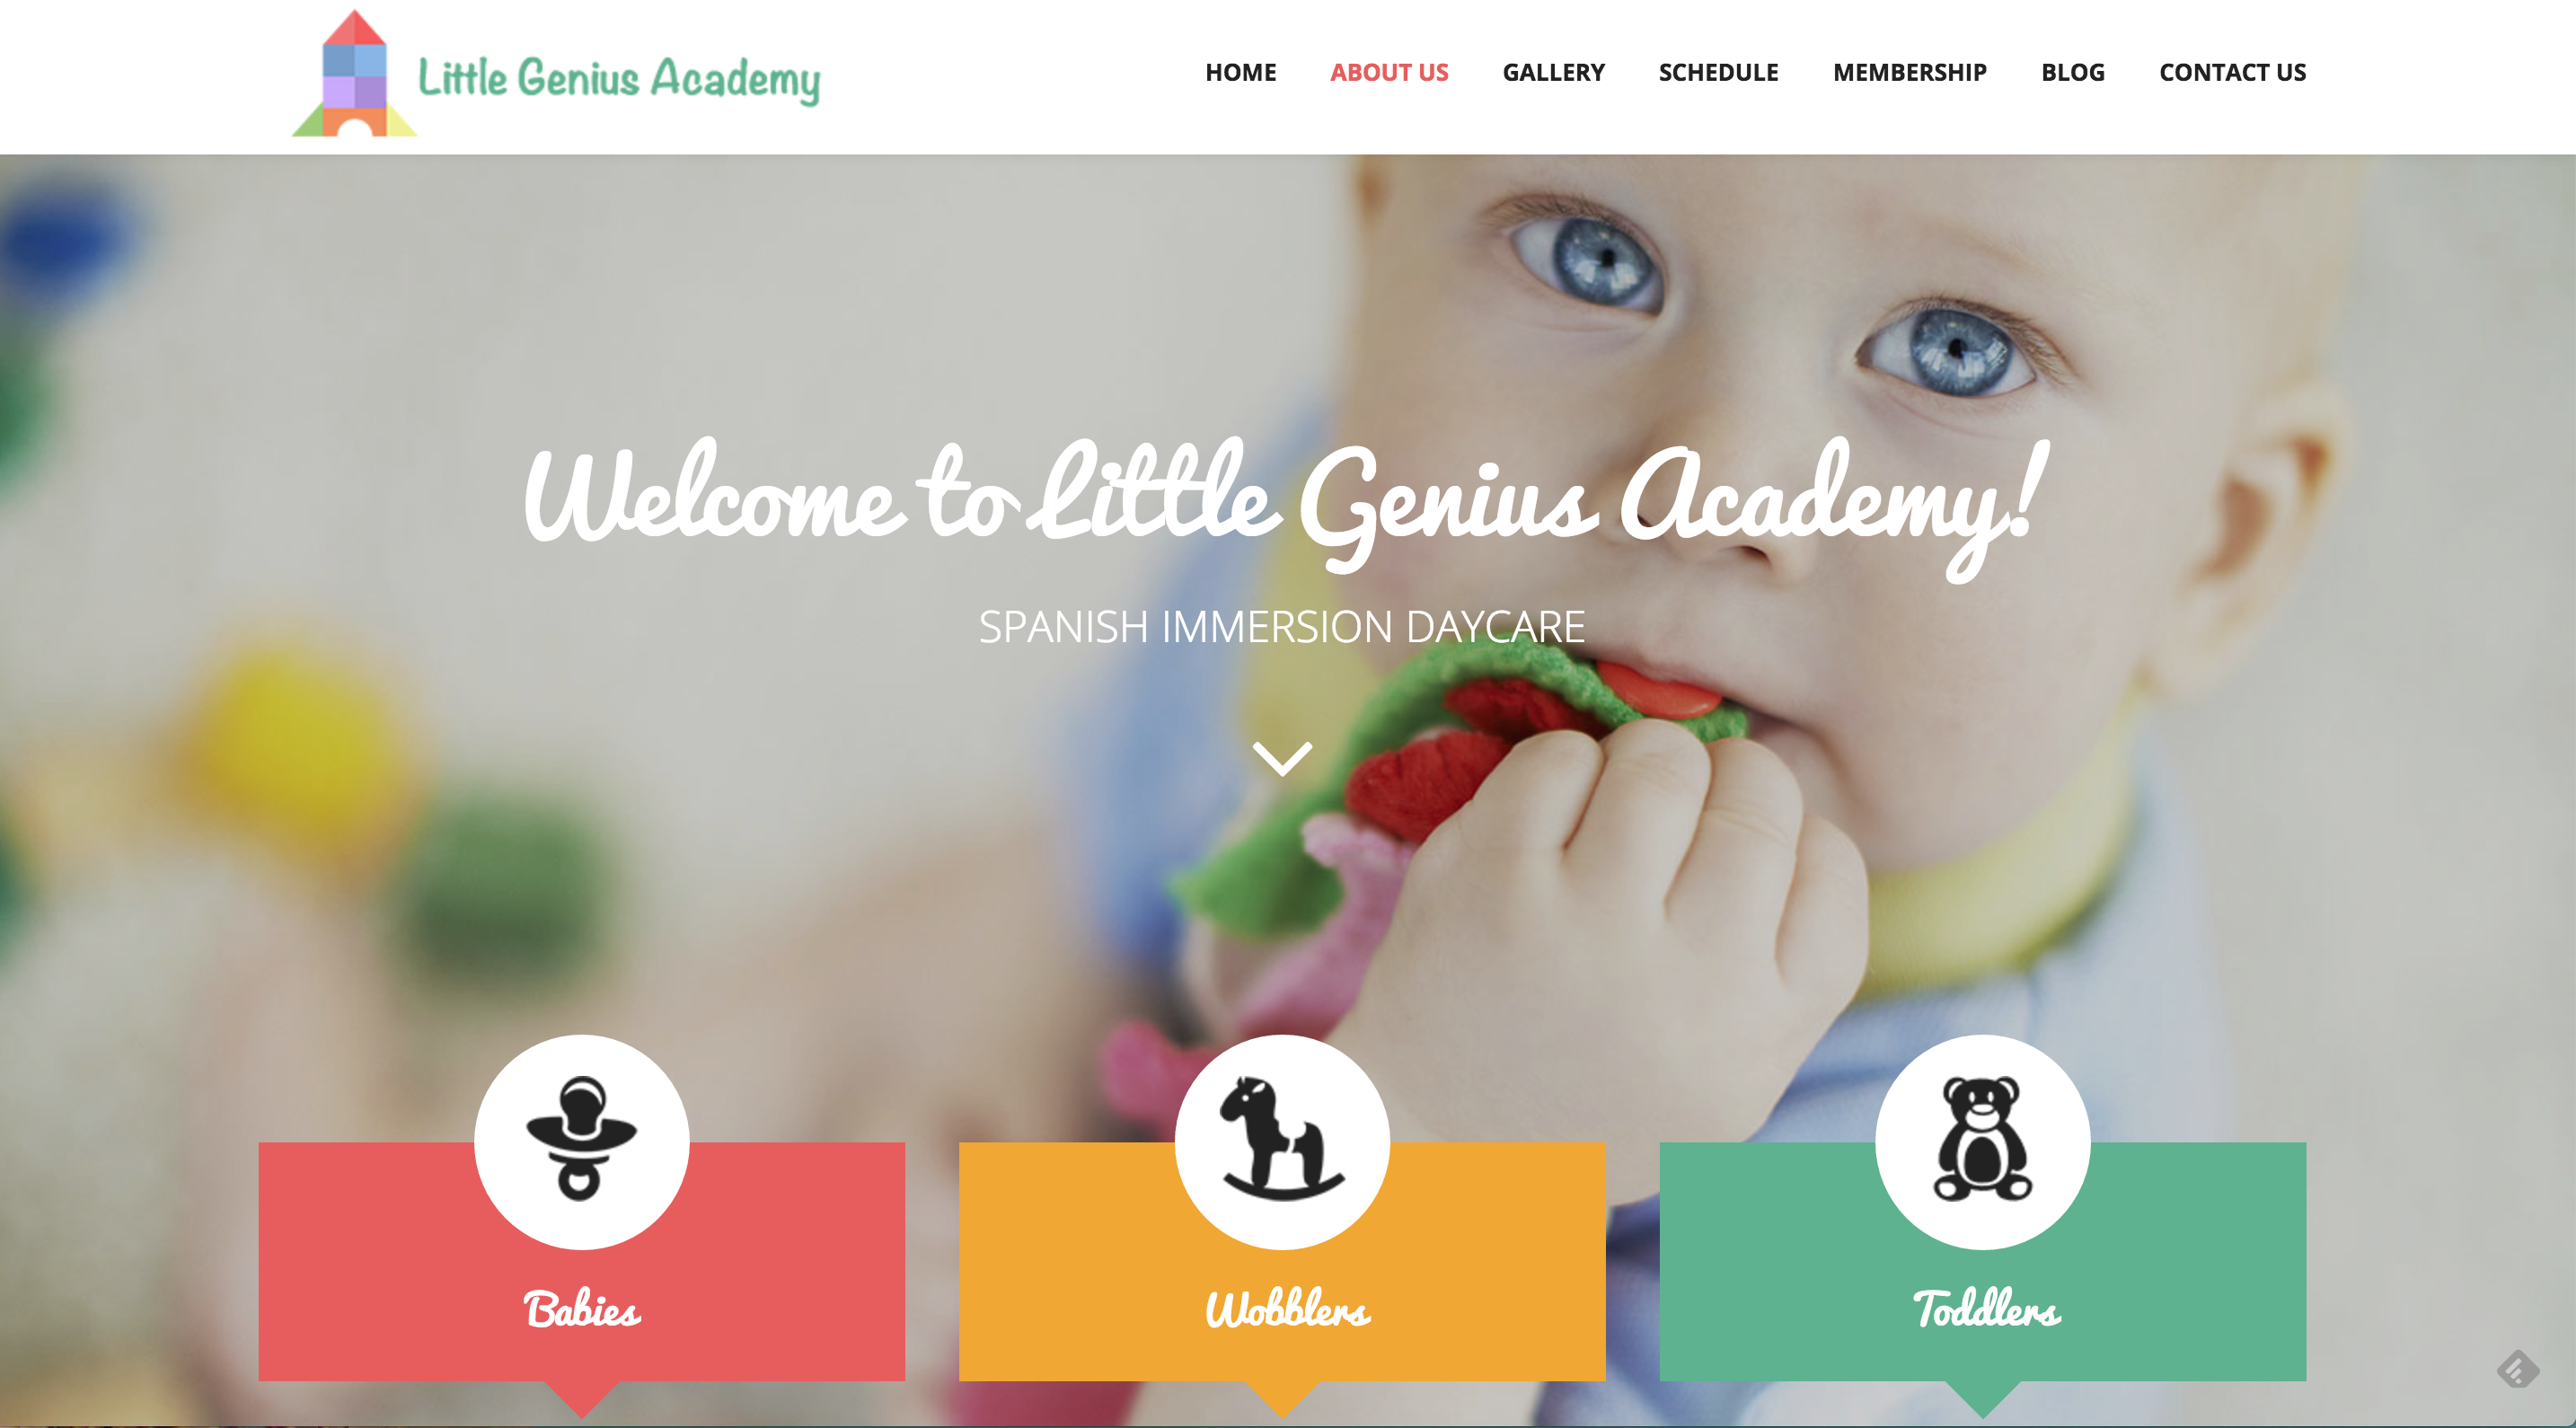 Little Genius Academy
HOME ABOUT US GALLERY SCHEDULE MEMBERSHIP BLOG CONTACT US
Welcome to Little Genius Academy!
SPANISH IMMERSION DAYCARE
Babies
Wobblers
Toddlers